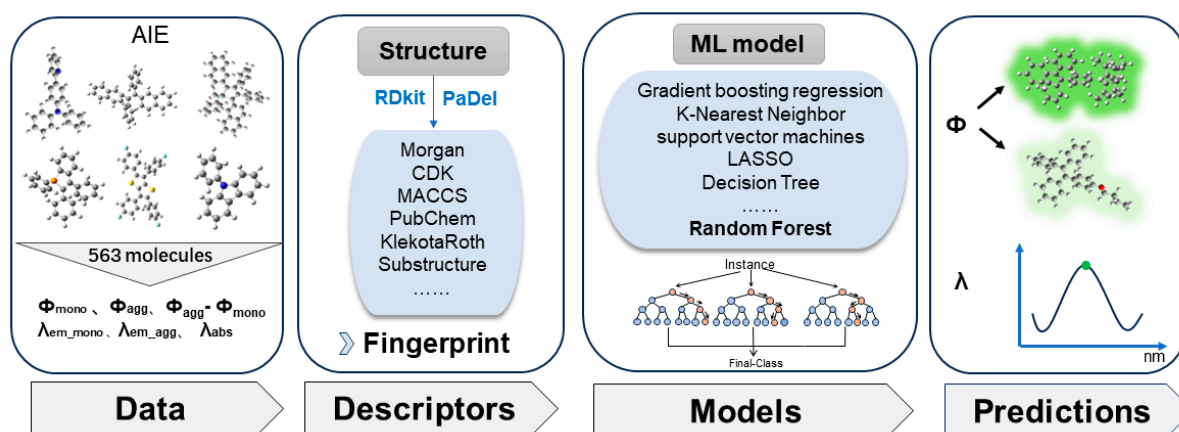 AIE
563 molecules
Φmono 、Φagg、 Φagg- Φmono
λem_mono、λem_agg、 λabs
Data
Structure
RDkit PaDel
Morgan
CDK
MACCS
PubChem
KlekotaRoth
Substructure
……
Fingerprint
Descriptors
ML model
Gradient boosting regression
K-Nearest Neighbor
support vector machines
LASSO
Decision Tree
……
Random Forest
Instance
Final-Class
Models
Φ
λ
nm
Predictions